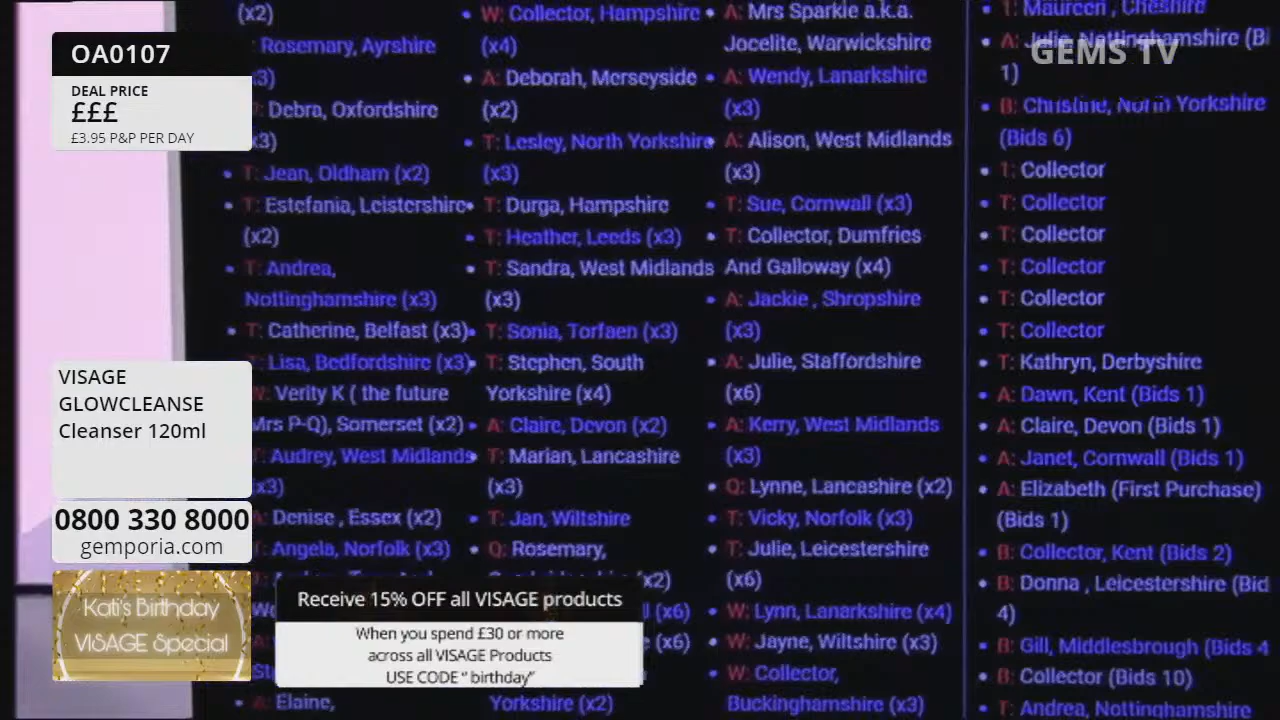 OA0107
DEAL PRICE
£££
£3.95 P&P PER DAY
VISAGE
GLOWCLEANSE
Cleanser 120ml
0800 330 8000
gemporia.com
Kati's Birthday
VISAGE Special
Receive 15% OFF all VISAGE products
When you spend £30 or more
across all VISAGE Products
USE CODE “ birthday”
GEMS TV
(x2)
Rosemary, Ayrshire
Debra, Oxfordshire
T: Jean, Oldham (x2)
T: Estefania, Leistershire
(x2)
T: Andrea,
Nottinghamshire (x3)
T: Catherine, Belfast (x3)
Lisa, Bedfordshire (x3)
Verity K ( the future
Mrs P-Q), Somerset (x2)
Audrey, West Midlands
Denise , Essex (x2)
Angela, Norfolk (x3)
A: Elaine,
W: Collector, Hampshire
(x4)
A: Deborah, Merseyside
(x2)
T: Lesley, North Yorkshire
(x3)
T: Durga, Hampshire
T: Heather, Leeds (x3)
T: Sandra, West Midlands
(x3)
T: Sonia, Torfaen (x3)
T: Stephen, South
Yorkshire (x4)
A: Claire, Devon (x2)
T: Marian, Lancashire
(x3)
T: Jan, Wiltshire
Q: Rosemary,
(x2)
(x6)
(x6)
Yorkshire (x2)
A: Mrs Sparkle a.k.a.
Jocelite, Warwickshire
A: Wendy, Lanarkshire
(x3)
A: Alison, West Midlands
(x3)
T: Sue, Cornwall (x3)
T: Collector, Dumfries
And Galloway (x4)
A: Jackie , Shropshire
(x3)
A: Julie, Staffordshire
(x6)
A: Kerry, West Midlands
(x3)
Q: Lynne, Lancashire (x2)
T: Vicky, Norfolk (x3)
T: Julie, Leicestershire
(x6)
W: Lynn, Lanarkshire (x4)
W: Jayne, Wiltshire (x3)
W: Collector,
Buckinghamshire (x3)
1: Maureen , Cheshire
A: Julie, Nottinghamshire (Bi
1)
B: Christine, North Yorkshire
(Bids 6)
1: Collector
T: Collector
T: Collector
T: Collector
T: Collector
T: Collector
T: Kathryn, Derbyshire
A: Dawn, Kent (Bids 1)
A: Claire, Devon (Bids 1)
A: Janet, Cornwall (Bids 1)
A: Elizabeth (First Purchase)
(Bids 1)
B: Collector, Kent (Bids 2)
B: Donna , Leicestershire (Bid
4)
B: Gill, Middlesbrough (Bids 4
B: Collector (Bids 10)
T: Andrea, Nottinghamshire